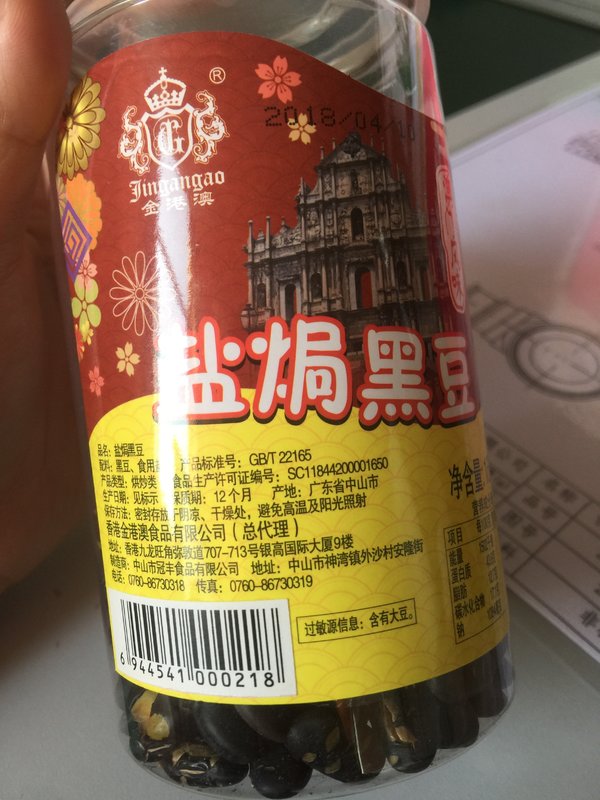 ®
2018/04/10
Jingangao
金港澳
盐焗黑豆
品名：盐焗黑豆
配料：黑豆、食用盐 产品标准号：GB/T 22165
产品类型：烘炒类 食品生产许可证编号：SC11844200001650
生产日期：见标示 保质期：12个月 产地：广东省中山市
保存方法：密封存放于阴凉、干燥处，避免高温及阳光照射
香港金港澳食品有限公司（总代理）
地址：香港九龙旺角弥敦道707-713号银高国际大厦9楼
制造商：中山市冠丰食品有限公司 地址：中山市神湾镇外沙村安隆街
电话：0760-86730318 传真：0760-86730319
过敏源信息：含有大豆。
6 944541 000218
净含量
项目
能量
蛋白质
脂肪
碳水化合物
钠